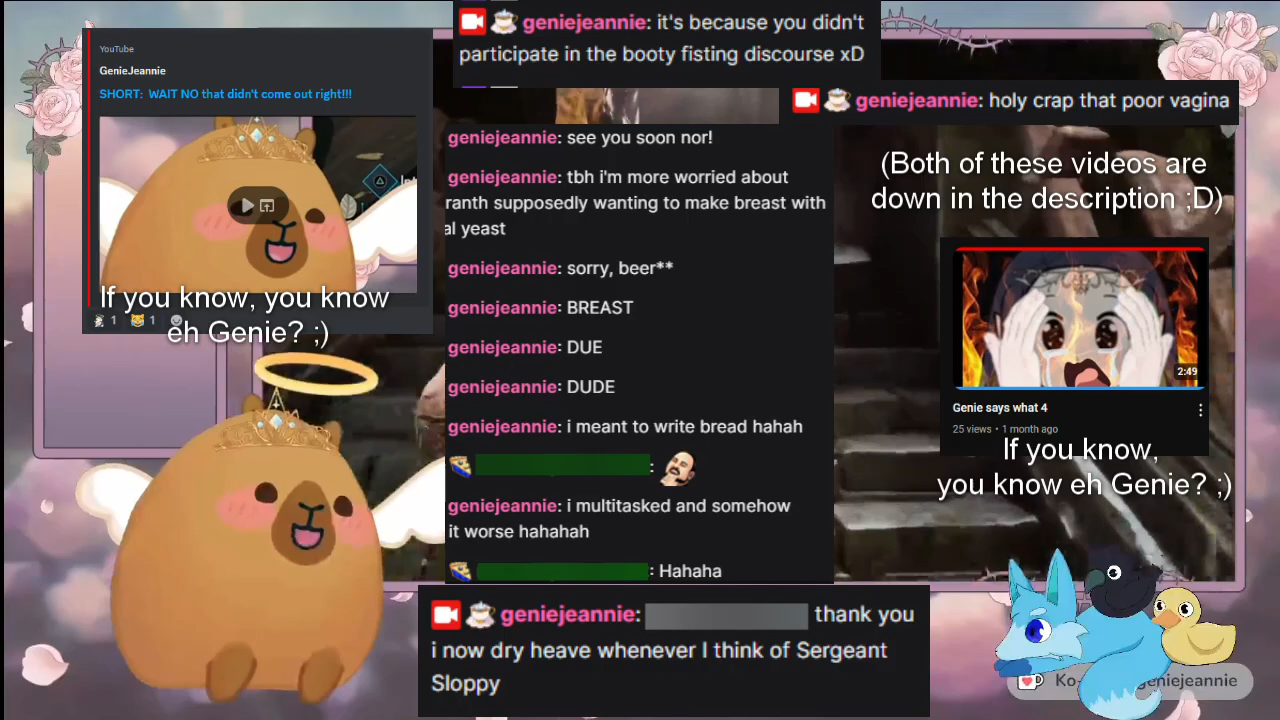 geniejeannie: it's because you didn't
participate in the booty fisting discourse xD
YouTube
GenieJeannie
SHORT: WAIT NO that didn't come out right!!!
If you know, you know
eh Genie? ;)
1
1
geniejeannie: holy crap that poor vagina
geniejeannie: see you soon nor!
geniejeannie: tbh i'm more worried about
ranth supposedly wanting to make breast with
al yeast
geniejeannie: sorry, beer**
geniejeannie: BREAST
geniejeannie: DUE
geniejeannie: DUDE
geniejeannie: i meant to write bread hahah
:
geniejeannie: i multitasked and somehow
it worse hahahah
: Hahaha
geniejeannie: thank you
i now dry heave whenever I think of Sergeant
Sloppy
(Both of these videos are
down in the description ;D)
2:49
Genie says what 4
25 views • 1 month ago
If you know,
you know eh Genie? ;)
Ko- geniejeannie